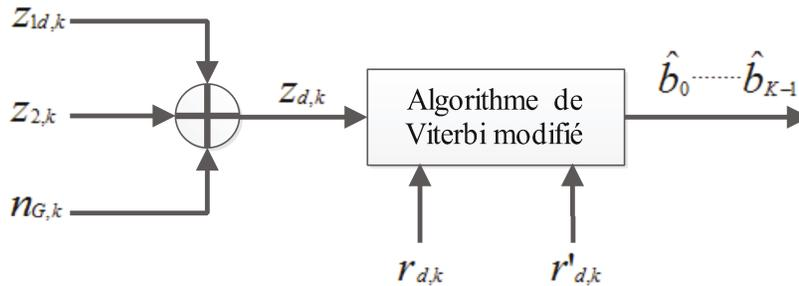 z1d,k
z2,k
nG,k
zd,k
Algorithme de
Viterbi modifié
b̂0 ........ b̂K-1
rd,k
r'd,k